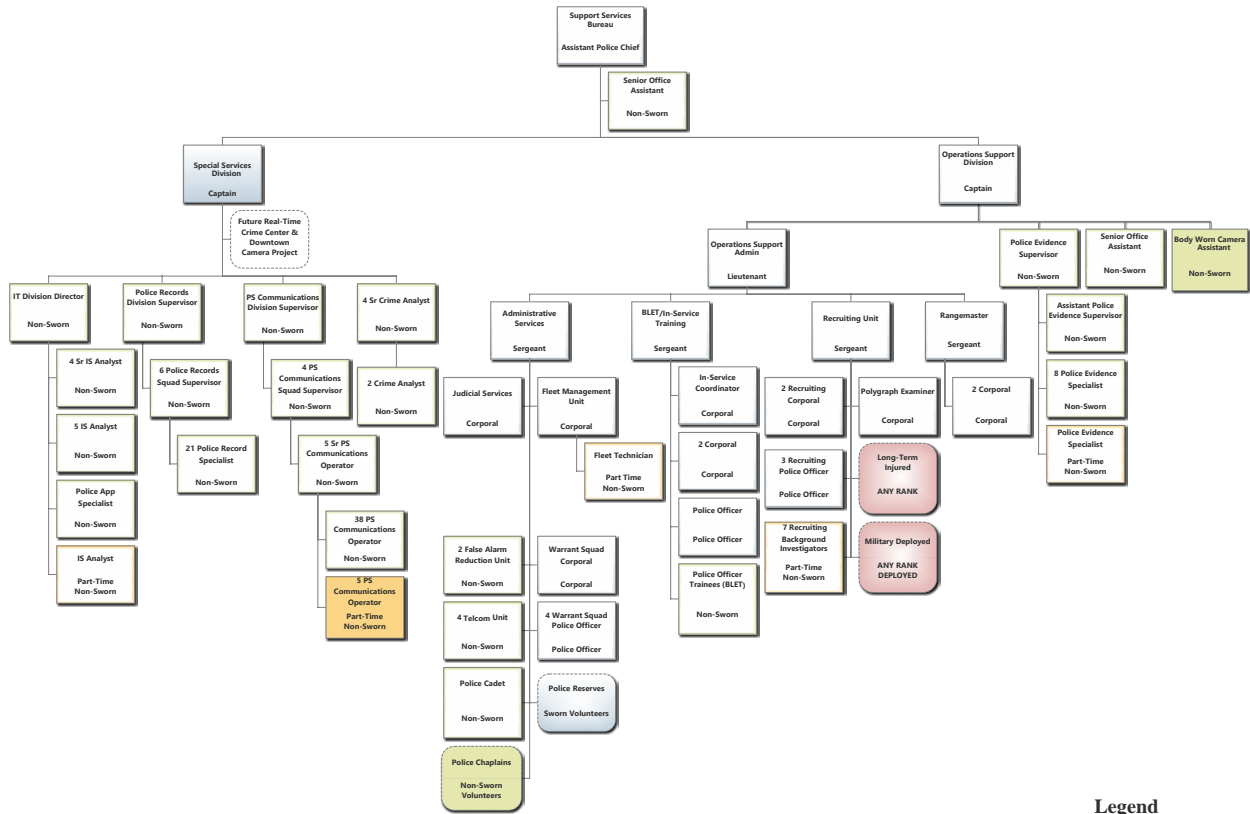 Support Services
Bureau
Assistant Police Chief
Senior Office
Assistant
Non-Sworn
Special Services
Division
Captain
Future Real-Time
Crime Center &
Downtown
Camera Project
IT Division Director
Non-Sworn
4 Sr IS Analyst
Non-Sworn
5 IS Analyst
Non-Sworn
Police App
Specialist
Non-Sworn
IS Analyst
Part-Time
Non-Sworn
Police Records
Division Supervisor
Non-Sworn
6 Police Records
Squad Supervisor
Non-Sworn
21 Police Record
Specialist
Non-Sworn
PS Communications
Division Supervisor
Non-Sworn
4 PS
Communications
Squad Supervisor
Non-Sworn
5 Sr PS
Communications
Operator
Non-Sworn
38 PS
Communications
Operator
Non-Sworn
5 PS
Communications
Operator
Part-Time
Non-Sworn
4 Sr Crime Analyst
Non-Sworn
2 Crime Analyst
Non-Sworn
Operations Support
Division
Captain
Operations Support
Admin
Lieutenant
Administrative
Services
Sergeant
Judicial Services
Corporal
Fleet Management
Unit
Corporal
Fleet Technician
Part Time
Non-Sworn
2 False Alarm
Reduction Unit
Non-Sworn
Warrant Squad
Corporal
Corporal
4 Telcom Unit
Non-Sworn
4 Warrant Squad
Police Officer
Police Officer
Police Cadet
Non-Sworn
Police Reserves
Sworn Volunteers
Police Chaplains
Non-Sworn
Volunteers
BLET/In-Service
Training
Sergeant
In-Service
Coordinator
Corporal
2 Corporal
Corporal
Police Officer
Police Officer
Police Officer
Trainees (BLET)
Non-Sworn
Recruiting Unit
Sergeant
2 Recruiting
Corporal
Corporal
Polygraph Examiner
Corporal
3 Recruiting
Police Officer
Police Officer
Long-Term
Injured
ANY RANK
7 Recruiting
Background
Investigators
Part-Time
Non-Sworn
Military Deployed
ANY RANK
DEPLOYED
Rangemaster
Sergeant
2 Corporal
Corporal
Police Evidence
Supervisor
Non-Sworn
Assistant Police
Evidence Supervisor
Non-Sworn
8 Police Evidence
Specialist
Non-Sworn
Police Evidence
Specialist
Part-Time
Non-Sworn
Senior Office
Assistant
Non-Sworn
Body Worn Camera
Assistant
Non-Sworn
Legend